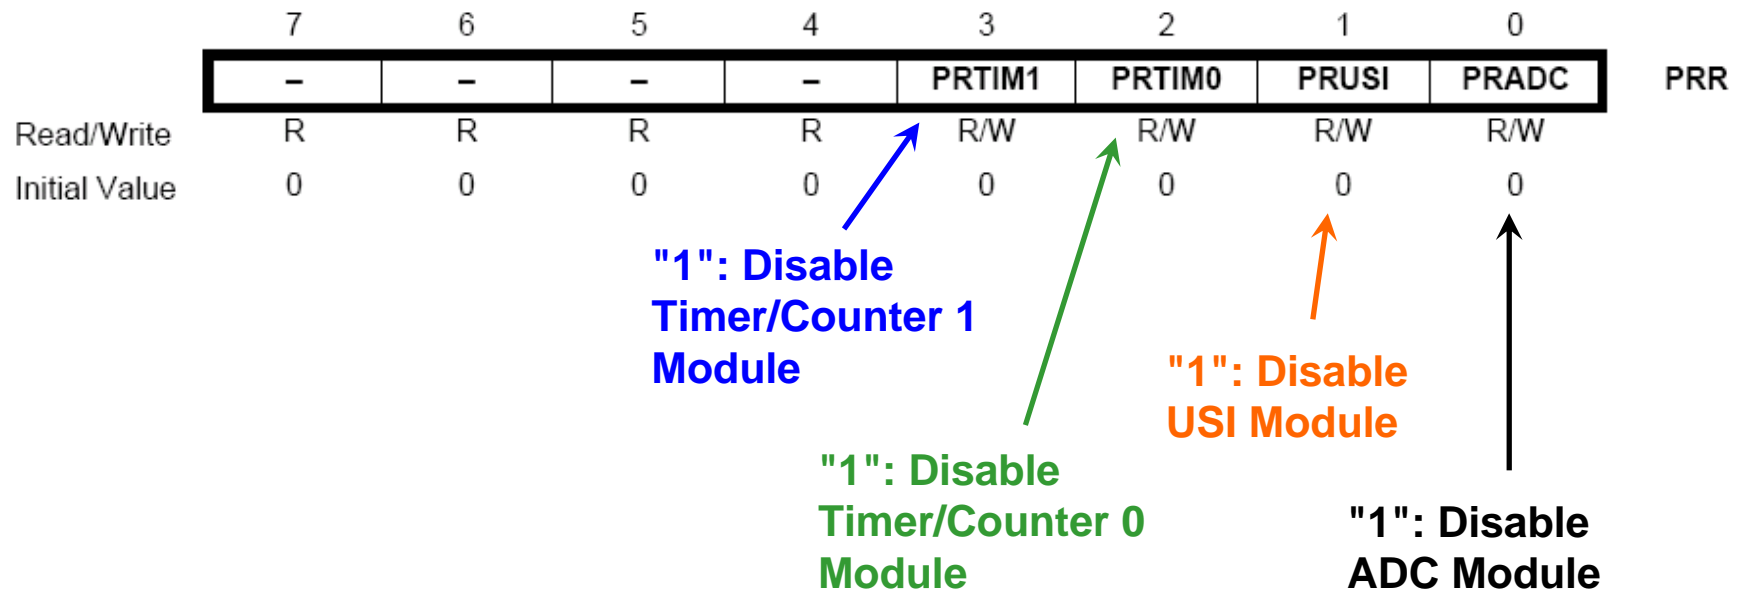 7 6 5 4 3 2 1 0
– – – – PRTIM1 PRTIM0 PRUSI PRADC PRR
Read/Write R R R R R/W R/W R/W R/W
Initial Value 0 0 0 0 0 0 0 0
"1": Disable
Timer/Counter 1
Module
"1": Disable
Timer/Counter 0
Module
"1": Disable
USI Module
"1": Disable
ADC Module